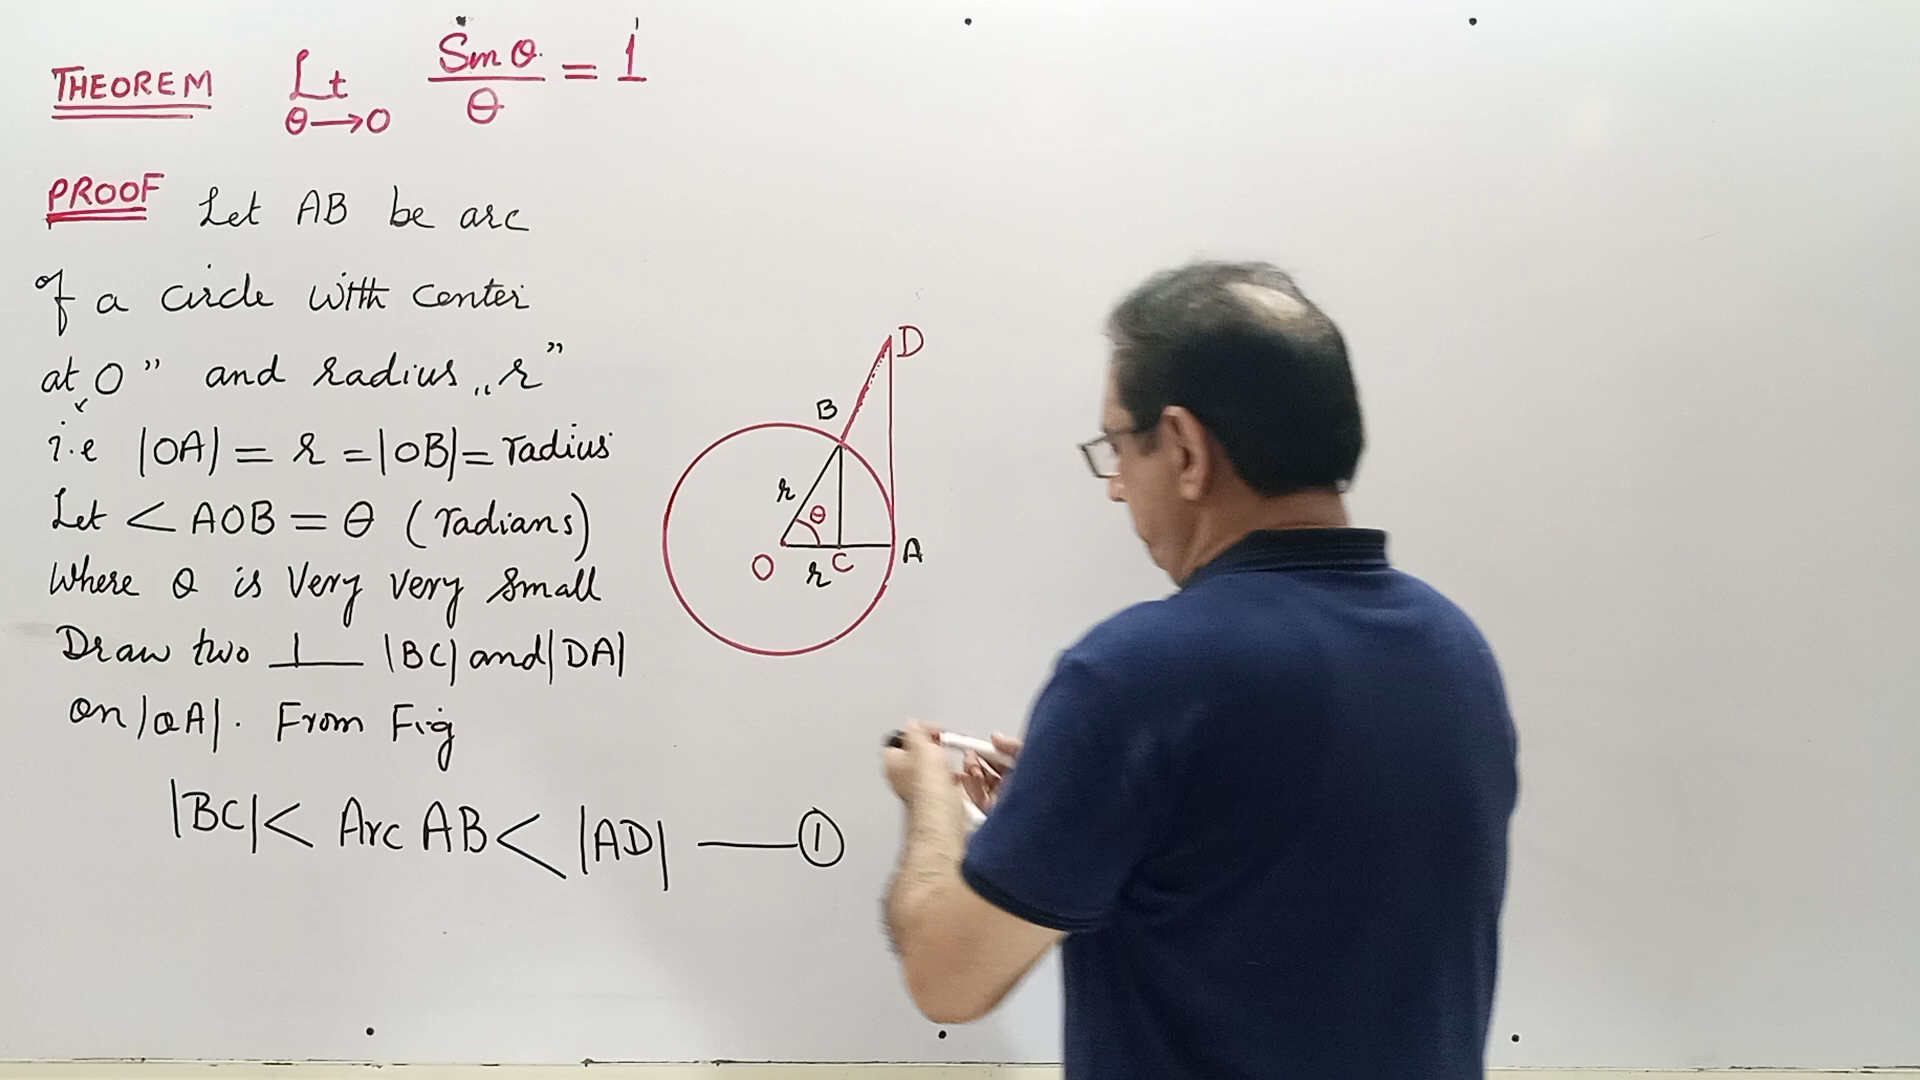 THEOREM Lt Sin θ / θ = 1
θ→0
PROOF Let AB be arc
of a circle with center
at O " and radius ,, r "
i.e |OA| = r = |OB| = radius
Let < AOB = θ (radians)
Where θ is Very very small
Draw two ⊥ |BC| and |DA|
on |OA|. From Fig
|BC| < Arc AB < |AD| —— ①
D
B
r
θ
O
r
C
A